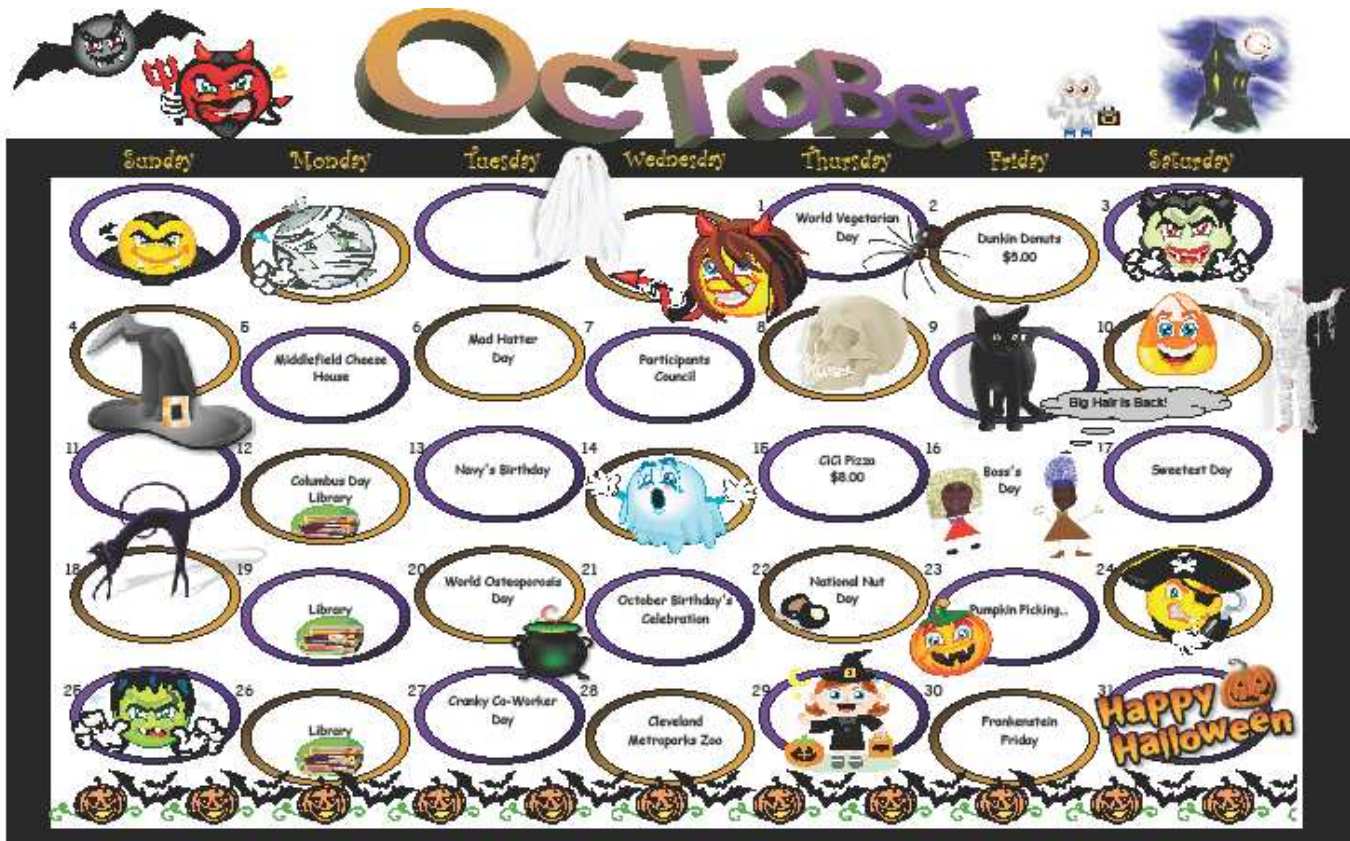 OcToBer
Sunday Monday Tuesday Wednesday Thursday Friday Saturday
1
World Vegetarian
Day
2
Dunkin Donuts
$5.00
3
4
5
Middlefield Cheese
House
6
Mad Hatter
Day
7
Participants
Council
8
9
10
Big Hair is Back!
11
12
Columbus Day
Library
13
Navy's Birthday
14
15
CiCi Pizza
$8.00
16
Boss's
Day
17
Sweetest Day
18
19
Library
20
World Osteoporosis
Day
21
October Birthday's
Celebration
22
National Nut
Day
23
Pumpkin Picking..
24
25
26
Library
27
Cranky Co-Worker
Day
28
Cleveland
Metroparks Zoo
29
30
Frankenstein
Friday
31
Happy
Halloween